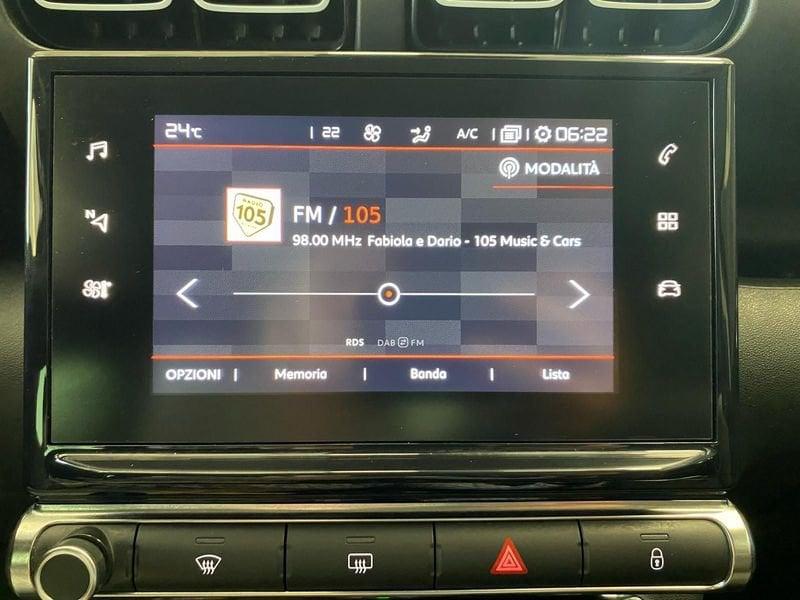 24°C | 22 A/C | | 06:22
MODALITÀ
RADIO
105
FM / 105
98.00 MHz Fabiola e Dario - 105 Music & Cars
N
RDS DAB FM
OPZIONI | Memoria | Banda | Lista